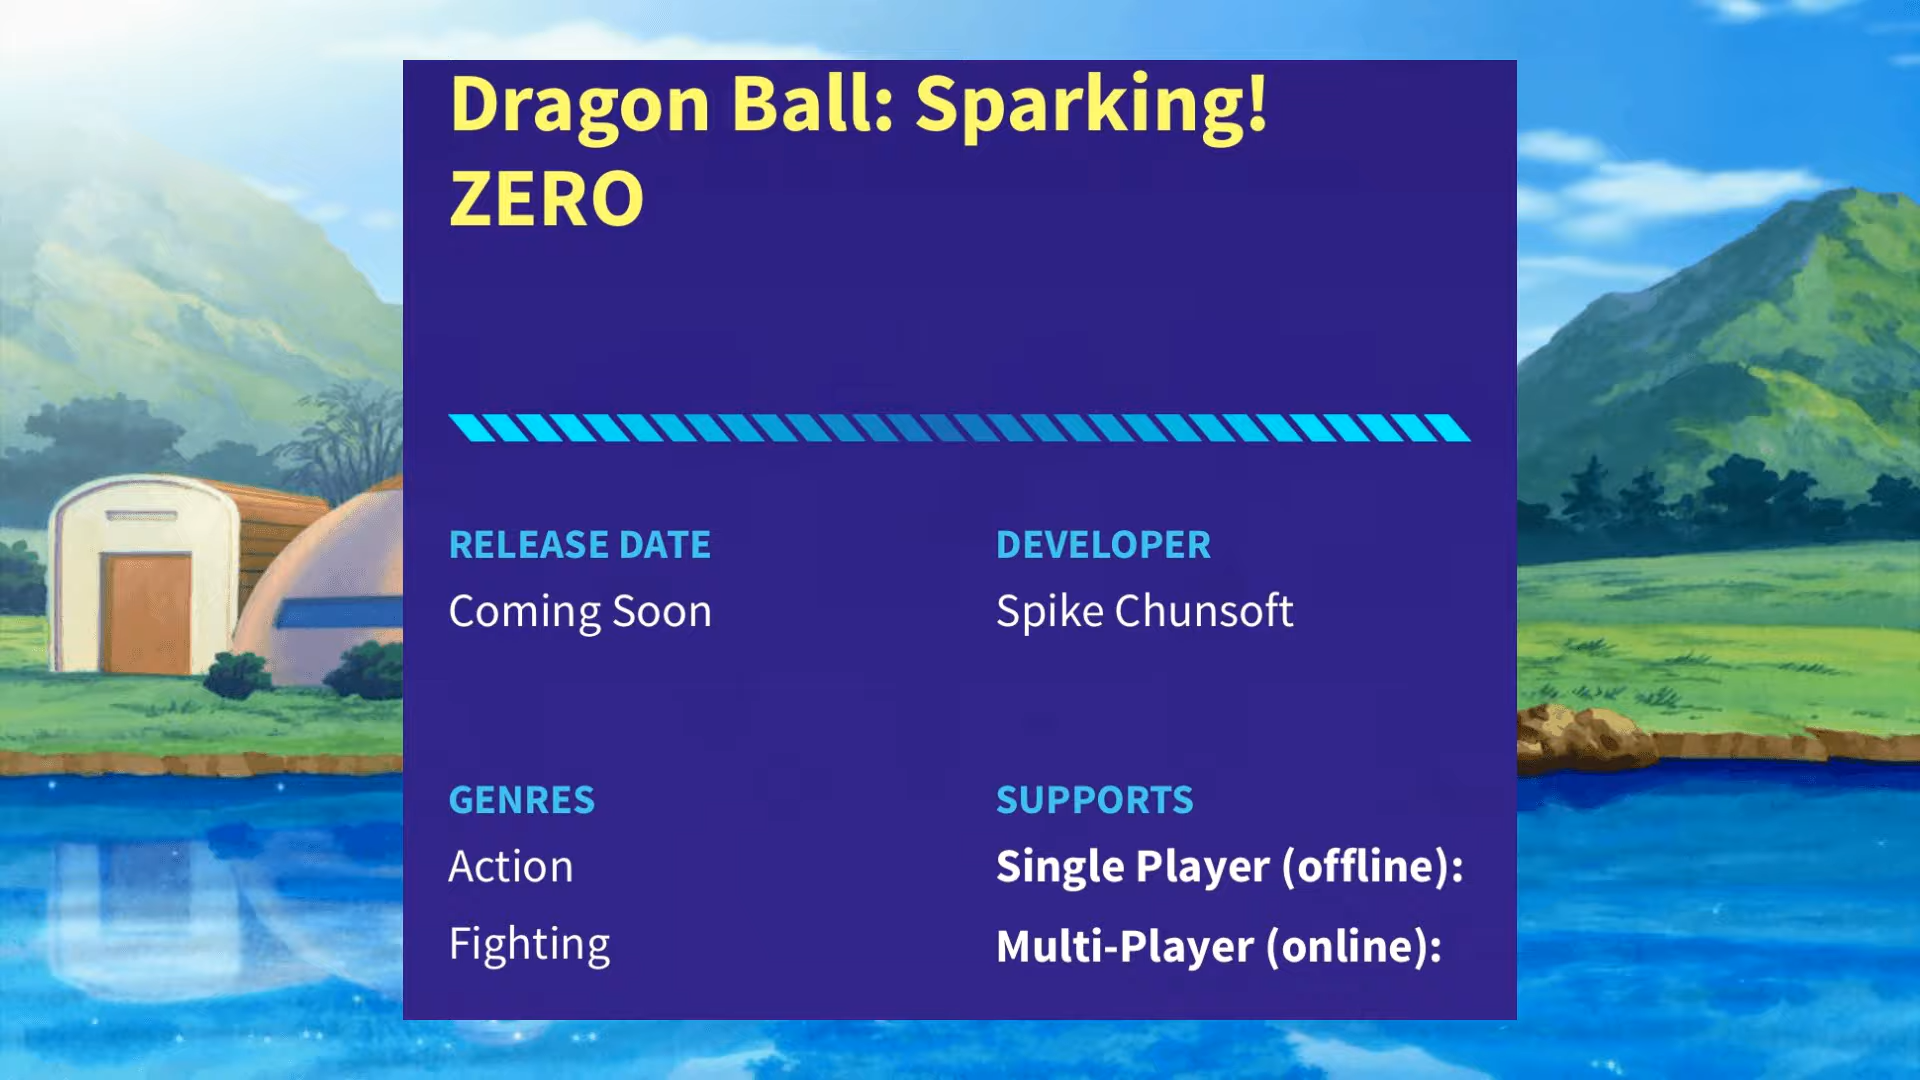 Dragon Ball: Sparking!
ZERO
RELEASE DATE
Coming Soon
DEVELOPER
Spike Chunsoft
GENRES
Action
Fighting
SUPPORTS
Single Player (offline):
Multi-Player (online):